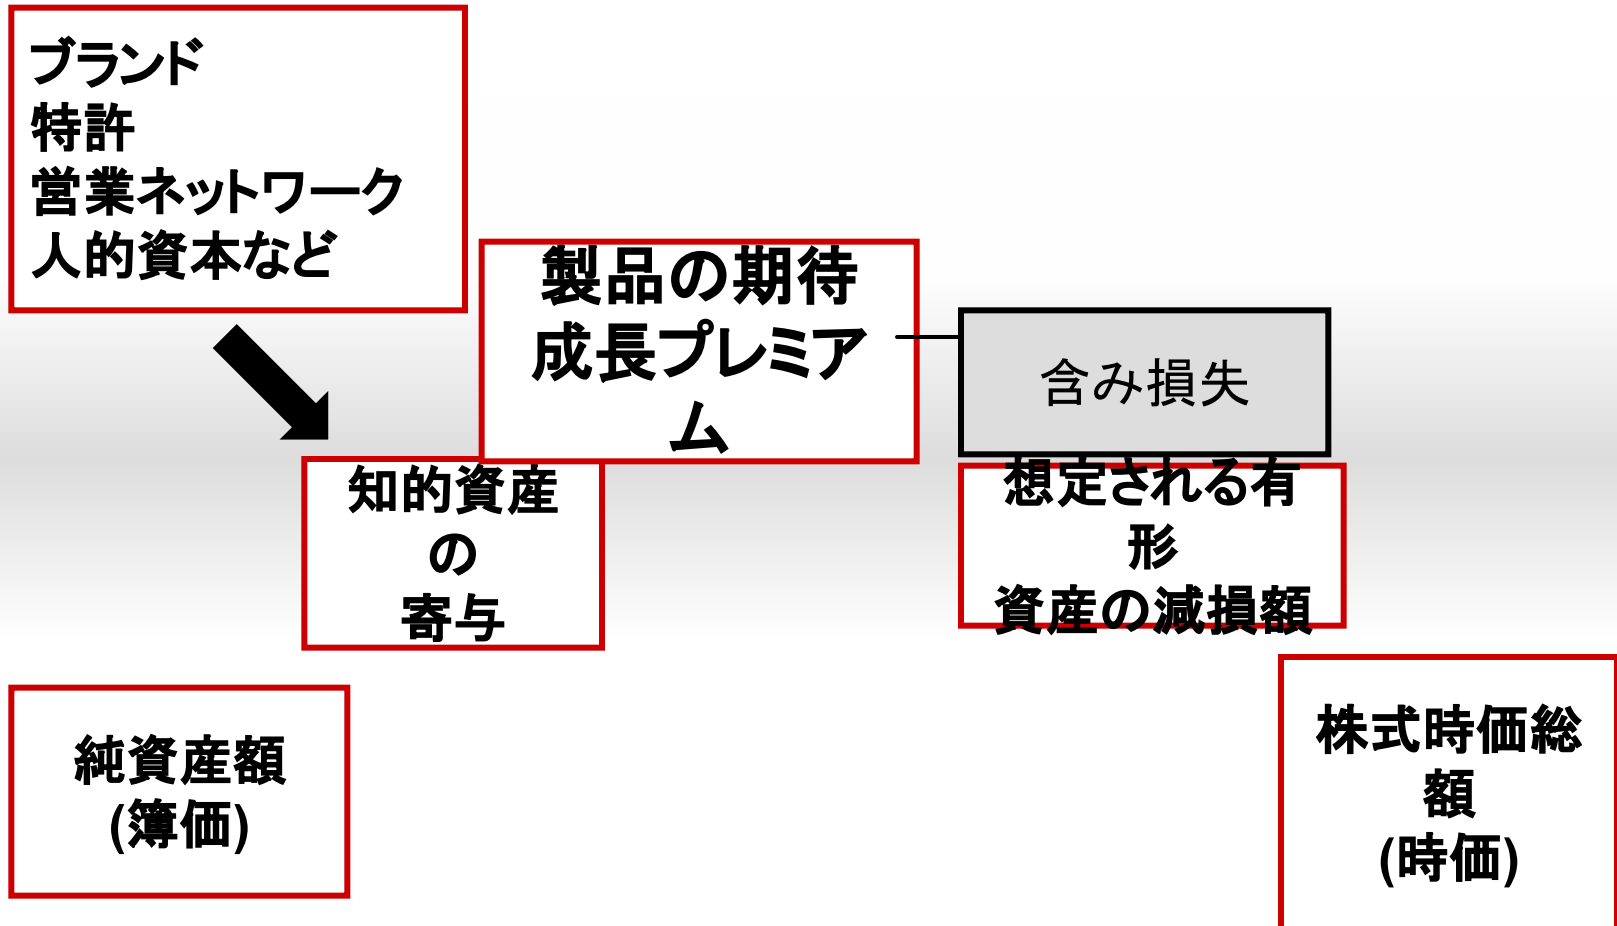 ブランド
特許
営業ネットワーク
人的資本など
製品の期待
成長プレミア
ム
含み損失
知的資産
の
寄与
想定される有
形
資産の減損額
純資産額
(簿価)
株式時価総
額
(時価)